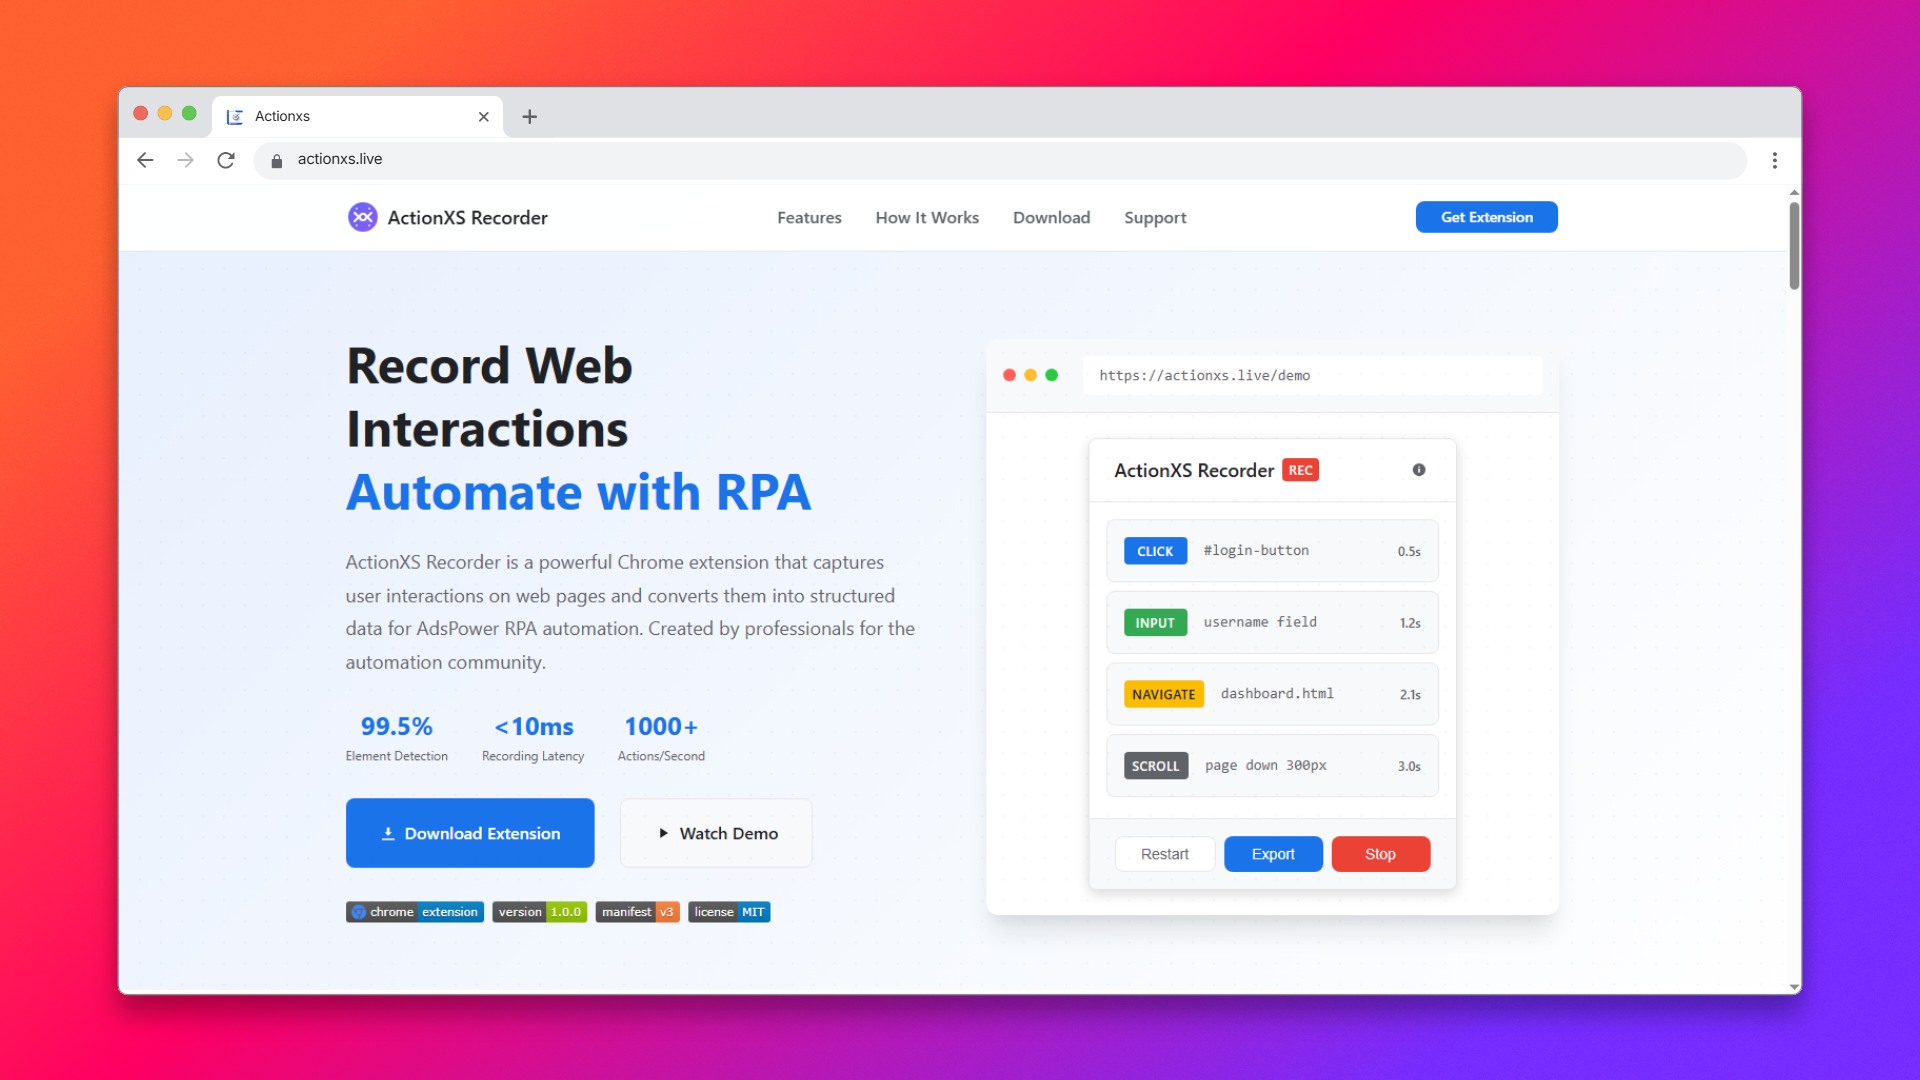 Actionxs
actionxs.live
ActionXS Recorder
Features
How It Works
Download
Support
Get Extension
Record Web
Interactions
Automate with RPA
ActionXS Recorder is a powerful Chrome extension that captures
user interactions on web pages and converts them into structured
data for AdsPower RPA automation. Created by professionals for the
automation community.
99.5%
Element Detection
<10ms
Recording Latency
1000+
Actions/Second
Download Extension
Watch Demo
chrome extension
version 1.0.0
manifest v3
license MIT
https://actionxs.live/demo
ActionXS Recorder REC
CLICK #login-button 0.5s
INPUT username field 1.2s
NAVIGATE dashboard.html 2.1s
SCROLL page down 300px 3.0s
Restart
Export
Stop